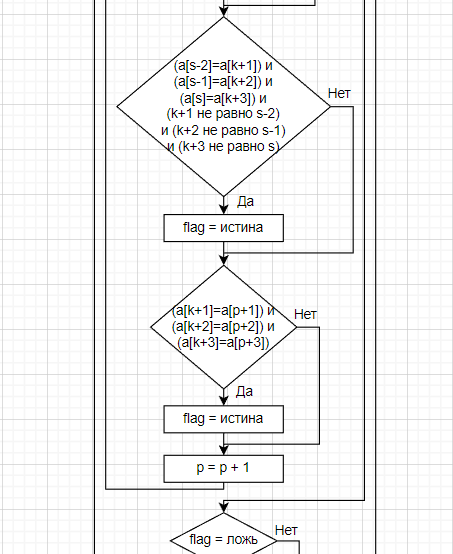 (a[s-2]=a[k+1]) и
(a[s-1]=a[k+2]) и
(a[s]=a[k+3]) и
(k+1 не равно s-2)
и (k+2 не равно s-1)
и (k+3 не равно s)
Нет
Да
flag = истина
(a[k+1]=a[p+1]) и
(a[k+2]=a[p+2]) и
(a[k+3]=a[p+3])
Нет
Да
flag = истина
p = p + 1
flag = ложь
Нет